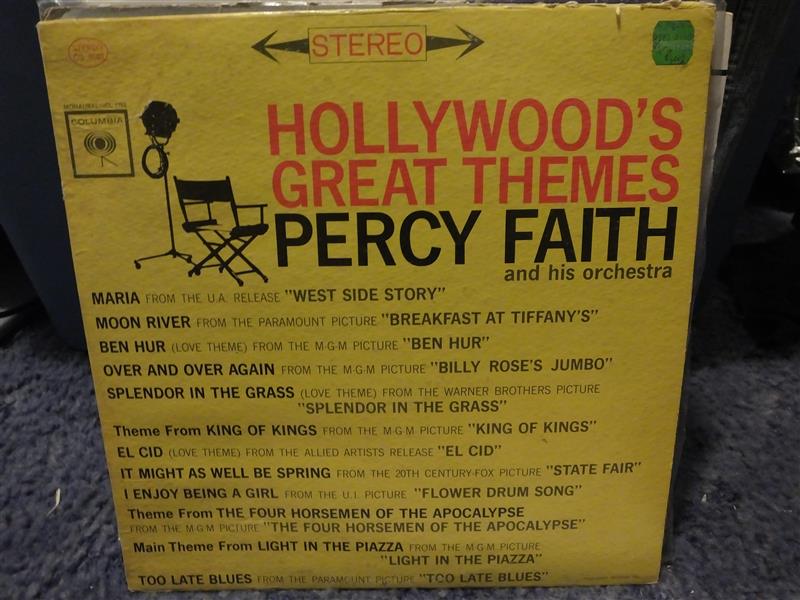 STEREO
COLUMBIA
HOLLYWOOD'S
GREAT THEMES
PERCY FAITH
and his orchestra
MARIA FROM THE U.A. RELEASE "WEST SIDE STORY"
MOON RIVER FROM THE PARAMOUNT PICTURE "BREAKFAST AT TIFFANY'S"
BEN HUR (LOVE THEME) FROM THE M-G-M PICTURE "BEN HUR"
OVER AND OVER AGAIN FROM THE M-G-M PICTURE "BILLY ROSE'S JUMBO"
SPLENDOR IN THE GRASS (LOVE THEME) FROM THE WARNER BROTHERS PICTURE
"SPLENDOR IN THE GRASS"
Theme From KING OF KINGS FROM THE M-G-M PICTURE "KING OF KINGS"
EL CID (LOVE THEME) FROM THE ALLIED ARTISTS RELEASE "EL CID"
IT MIGHT AS WELL BE SPRING FROM THE 20TH CENTURY-FOX PICTURE "STATE FAIR"
I ENJOY BEING A GIRL FROM THE U.I. PICTURE "FLOWER DRUM SONG"
Theme From THE FOUR HORSEMEN OF THE APOCALYPSE
FROM THE M-G-M PICTURE "THE FOUR HORSEMEN OF THE APOCALYPSE"
Main Theme From LIGHT IN THE PIAZZA FROM THE M-G-M PICTURE
"LIGHT IN THE PIAZZA"
TOO LATE BLUES FROM THE PARAMOUNT PICTURE "TOO LATE BLUES"